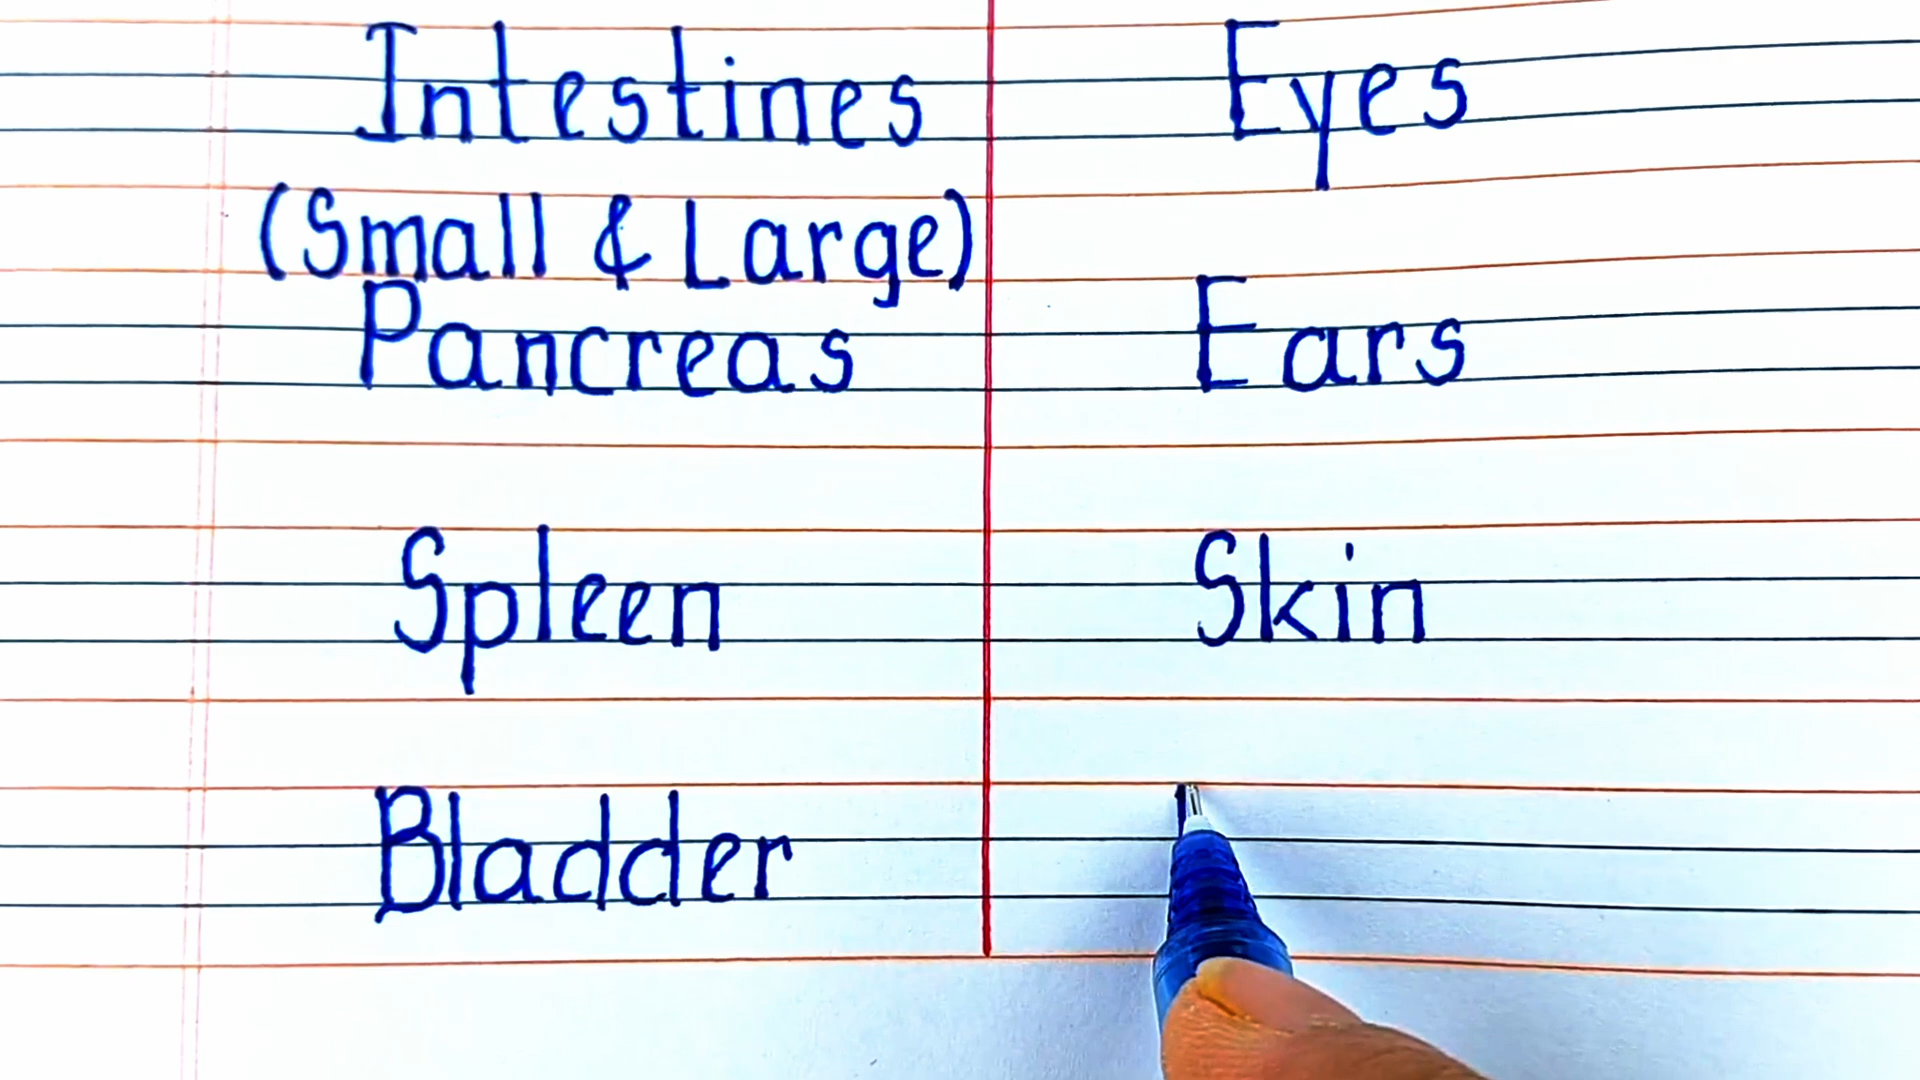 Intestines
(Small & Large)
Pancreas
Spleen
Bladder
Eyes
Ears
Skin